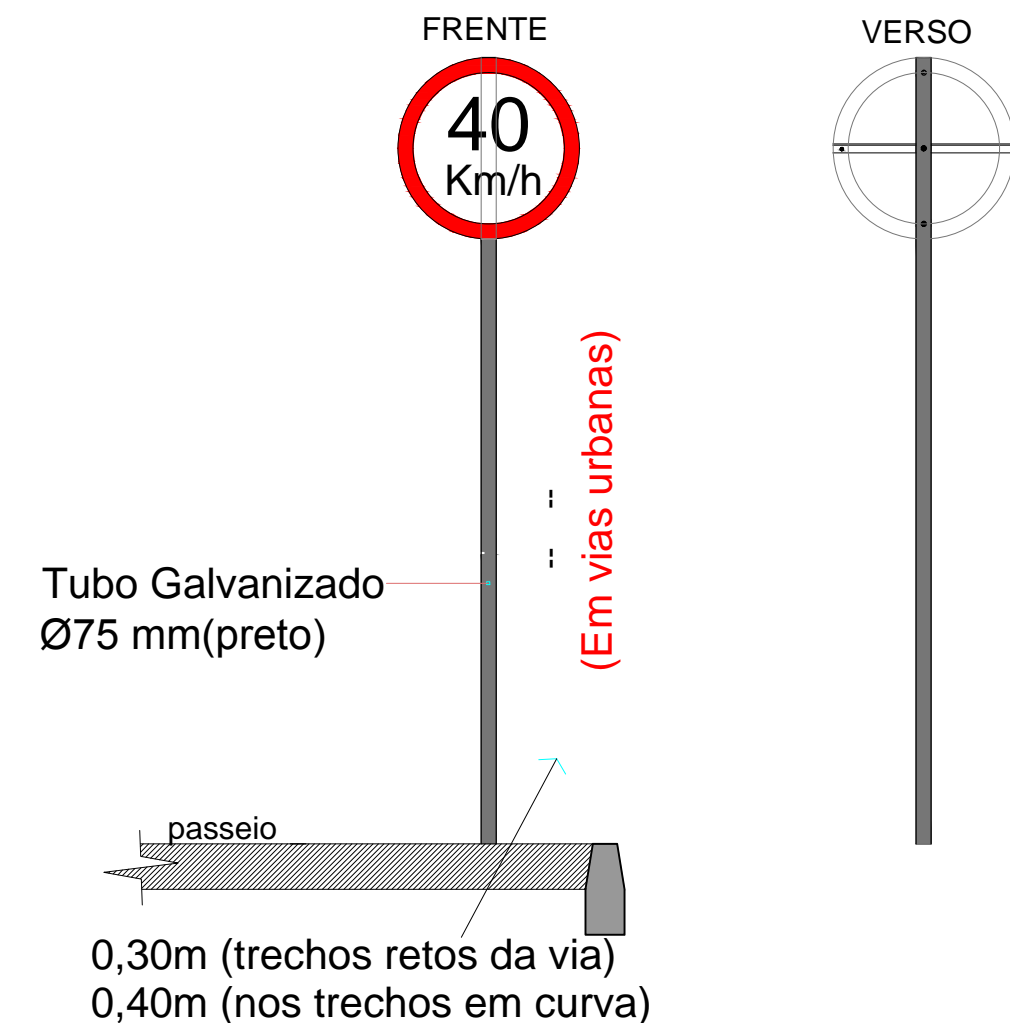 FRENTE
VERSO
40
Km/h
(Em vias urbanas)
Tubo Galvanizado
Ø75 mm(preto)
passeio
0,30m (trechos retos da via)
0,40m (nos trechos em curva)